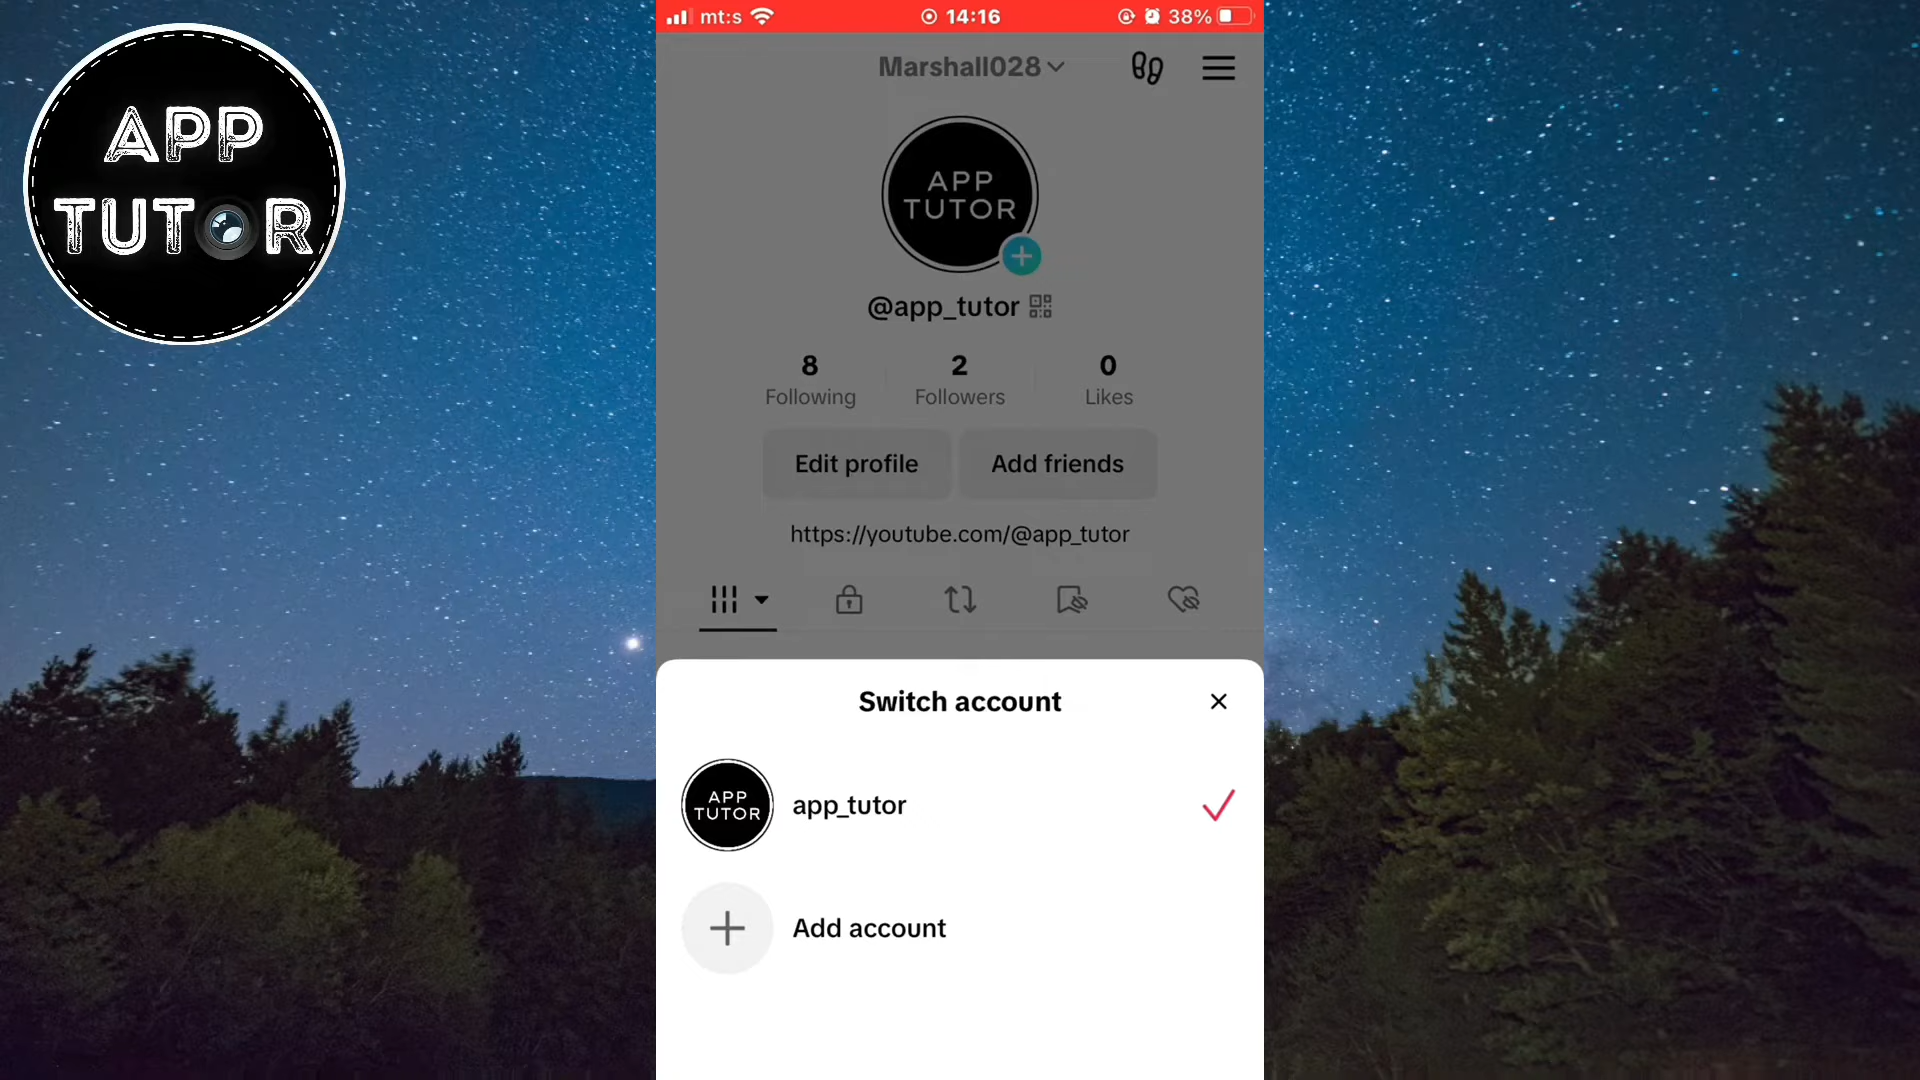 APP
TUTOR
mt:s
14:16
38%
Marshall028
APP
TUTOR
@app_tutor
8
Following
2
Followers
0
Likes
Edit profile
Add friends
https://youtube.com/@app_tutor
Switch account
APP
TUTOR
app_tutor
Add account